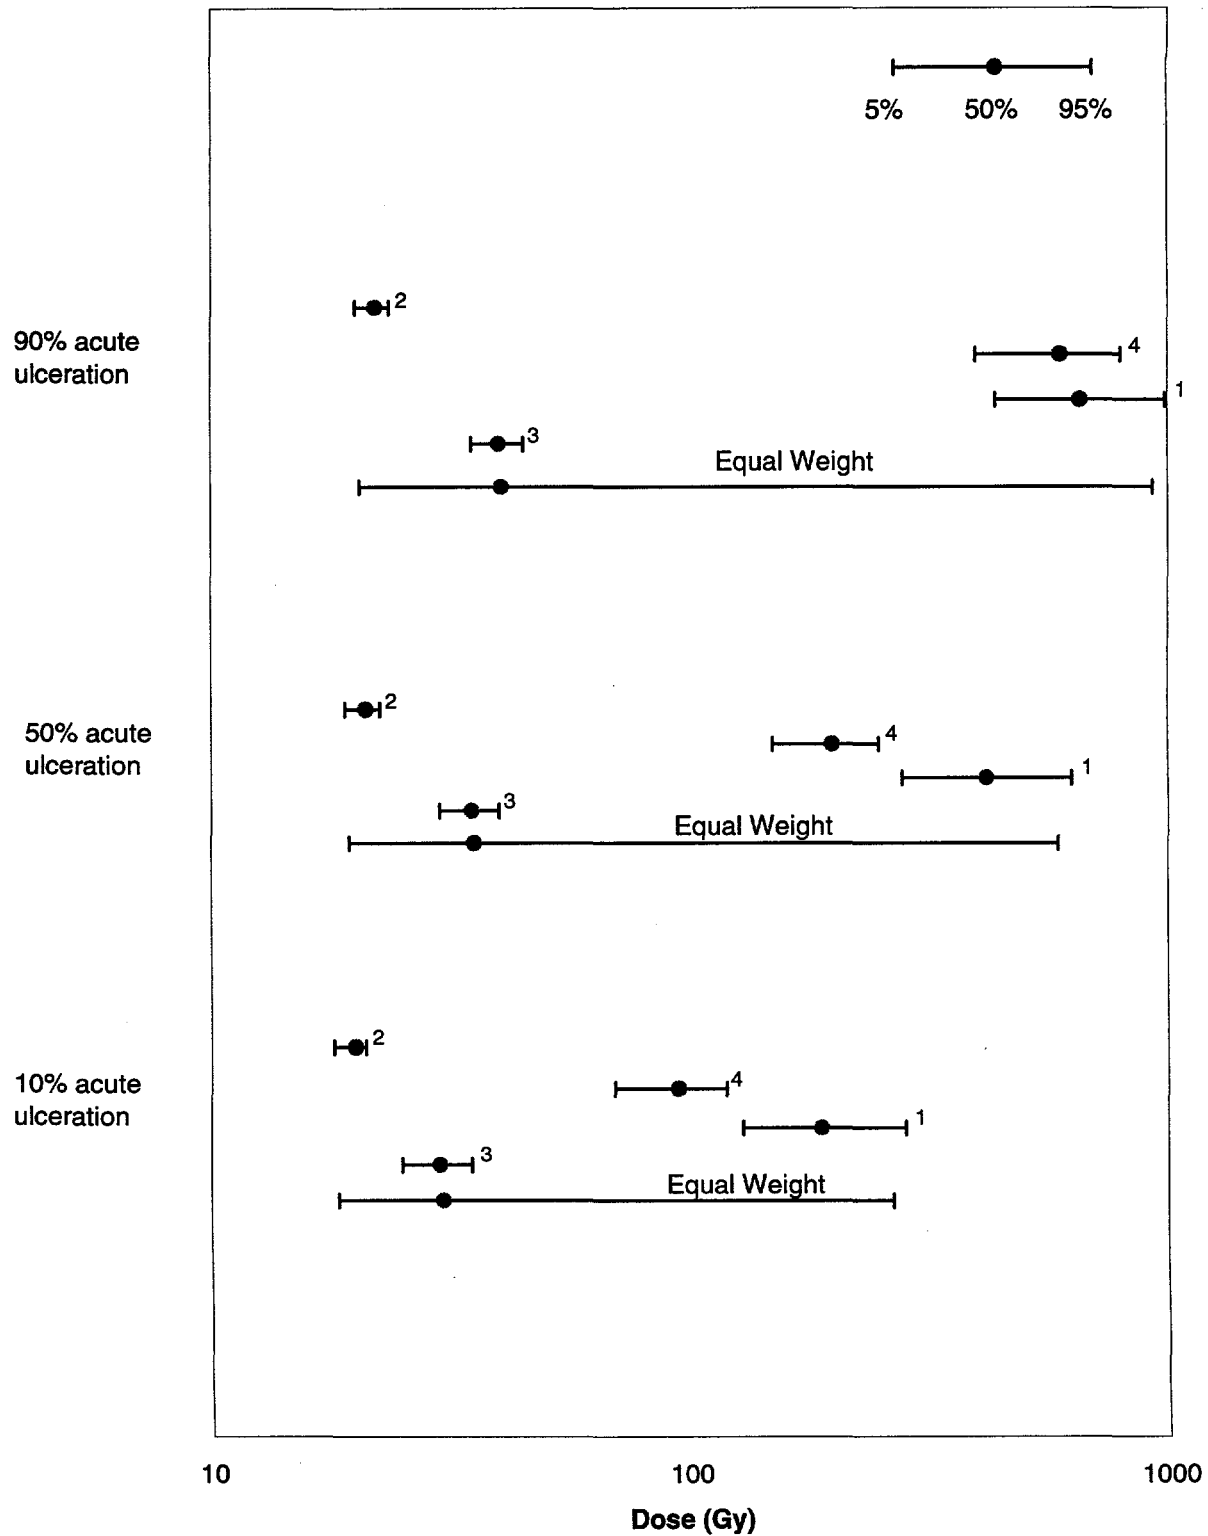 5% 50% 95%
2
90% acute
ulceration
4
1
3
Equal Weight
2
50% acute
ulceration
4
1
3
Equal Weight
2
10% acute
ulceration
4
1
3
Equal Weight
10 100 1000
Dose (Gy)